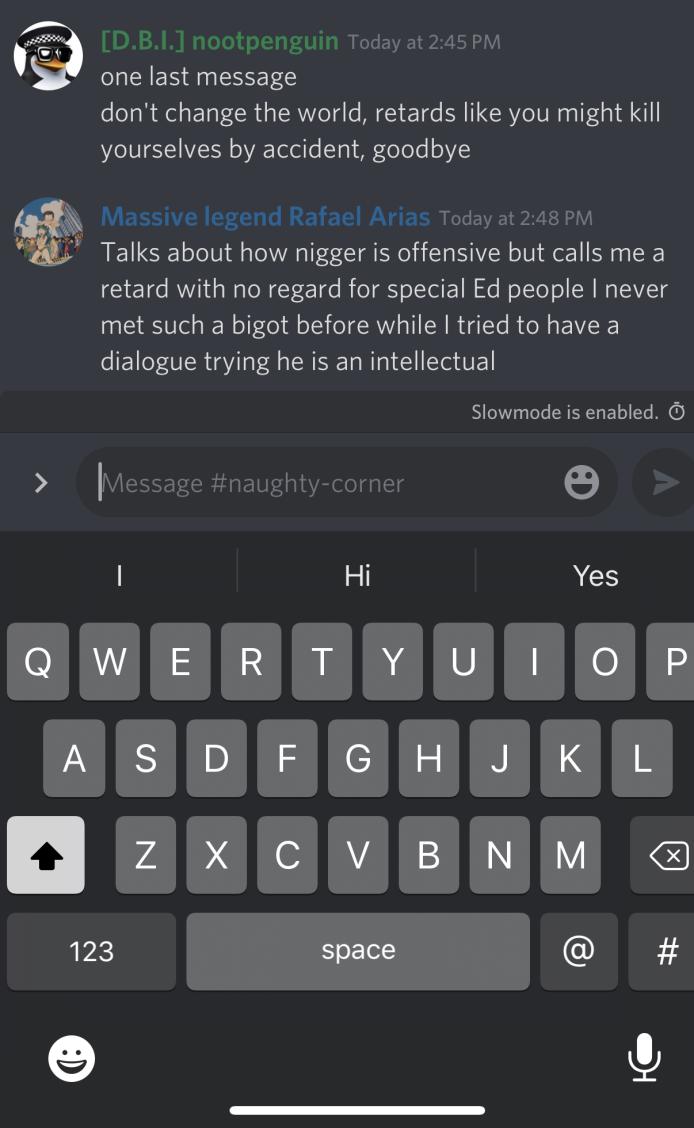 [D.B.I.] nootpenguin Today at 2:45 PM
one last message
don't change the world, retards like you might kill
yourselves by accident, goodbye
Massive legend Rafael Arias Today at 2:48 PM
Talks about how nigger is offensive but calls me a
retard with no regard for special Ed people I never
met such a bigot before while I tried to have a
dialogue trying he is an intellectual
Slowmode is enabled.
Message #naughty-corner
I Hi Yes
Q W E R T Y U I O P
A S D F G H J K L
Z X C V B N M
123 space @ #